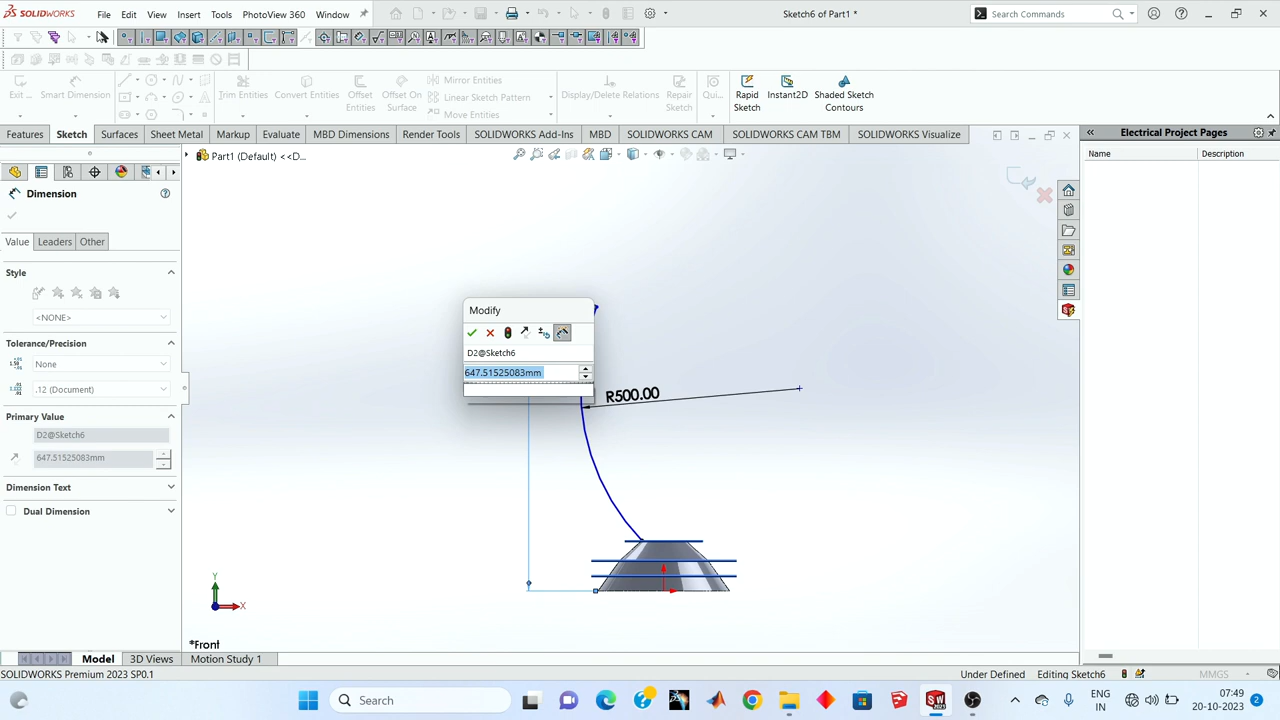 SOLIDWORKS File Edit View Insert Tools PhotoView 360 Window Sketch6 of Part1 * Search Commands
Exit ... Smart Dimension Trim Entities Convert Entities Offset Entities Offset On Surface Mirror Entities Linear Sketch Pattern Move Entities Display/Delete Relations Repair Sketch Qui... Rapid Sketch Instant2D Shaded Sketch Contours
Features Sketch Surfaces Sheet Metal Markup Evaluate MBD Dimensions Render Tools SOLIDWORKS Add-Ins MBD SOLIDWORKS CAM SOLIDWORKS CAM TBM SOLIDWORKS Visualize Electrical Project Pages
Part1 (Default) <<D... Name Description
Dimension
Value Leaders Other
Style
<NONE>
Tolerance/Precision
None
.12 (Document)
Primary Value
D2@Sketch6
647.51525083mm
Dimension Text
Dual Dimension
Modify
D2@Sketch6
647.51525083mm
R500.00
Y
X
*Front
Model 3D Views Motion Study 1
SOLIDWORKS Premium 2023 SP0.1 Under Defined Editing Sketch6 MMGS
Search ENG IN 07:49 20-10-2023 2